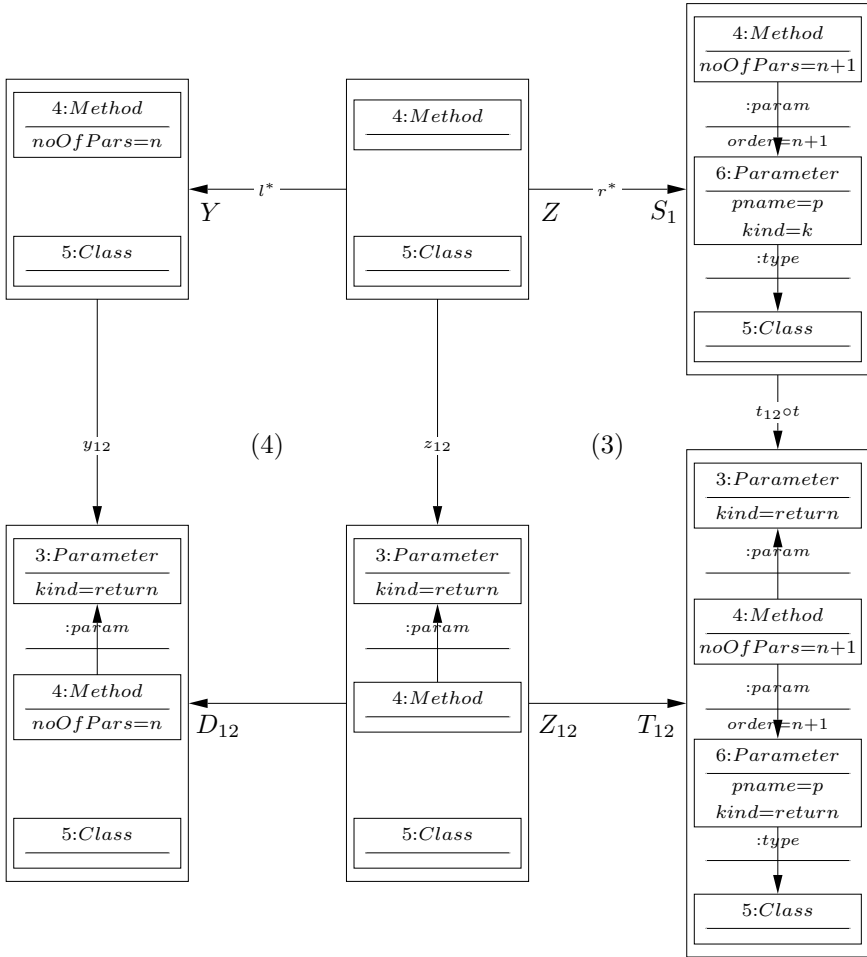 4:Method
noOfPars=n+1
:param
order=n+1
6:Parameter
pname=p
kind=k
:type
5:Class
S₁
4:Method
noOfPars=n
5:Class
Y
l*
4:Method
5:Class
Z
r*
y₁₂
(4)
z₁₂
(3)
t₁₂∘t
3:Parameter
kind=return
:param
4:Method
noOfPars=n
5:Class
D₁₂
3:Parameter
kind=return
:param
4:Method
5:Class
Z₁₂
T₁₂
3:Parameter
kind=return
:param
4:Method
noOfPars=n+1
:param
order=n+1
6:Parameter
pname=p
kind=return
:type
5:Class